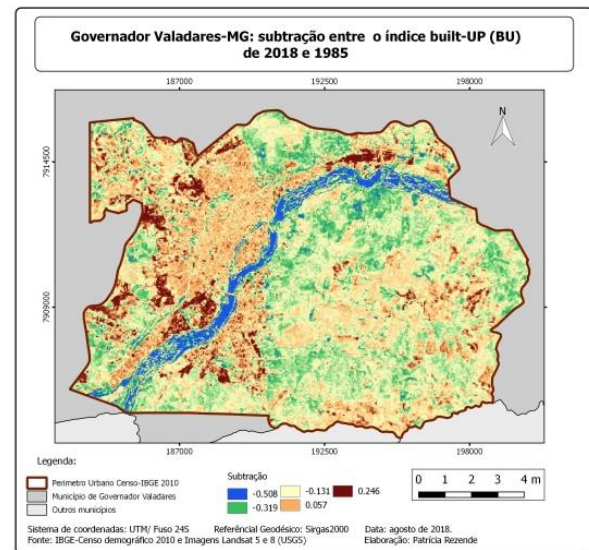 Governador Valadares-MG: subtração entre o índice built-UP (BU)
de 2018 e 1985
187000 192500 198000
N
7914500
7909000
187000 192500 198000
Legenda:
Perimetro Urbano Censo-IBGE 2010
Município de Governador Valadares
Outros municípios
Subtração
-0.508 -0.131 0.246
-0.319 0.057
0 1 2 3 4 m
Sistema de coordenadas: UTM/ Fuso 24S Referêncial Geodésico: Sirgas2000 Data: agosto de 2018.
Fonte: IBGE-Censo demográfico 2010 e Imagens Landsat 5 e 8 (USGS) Elaboração: Patrícia Rezende